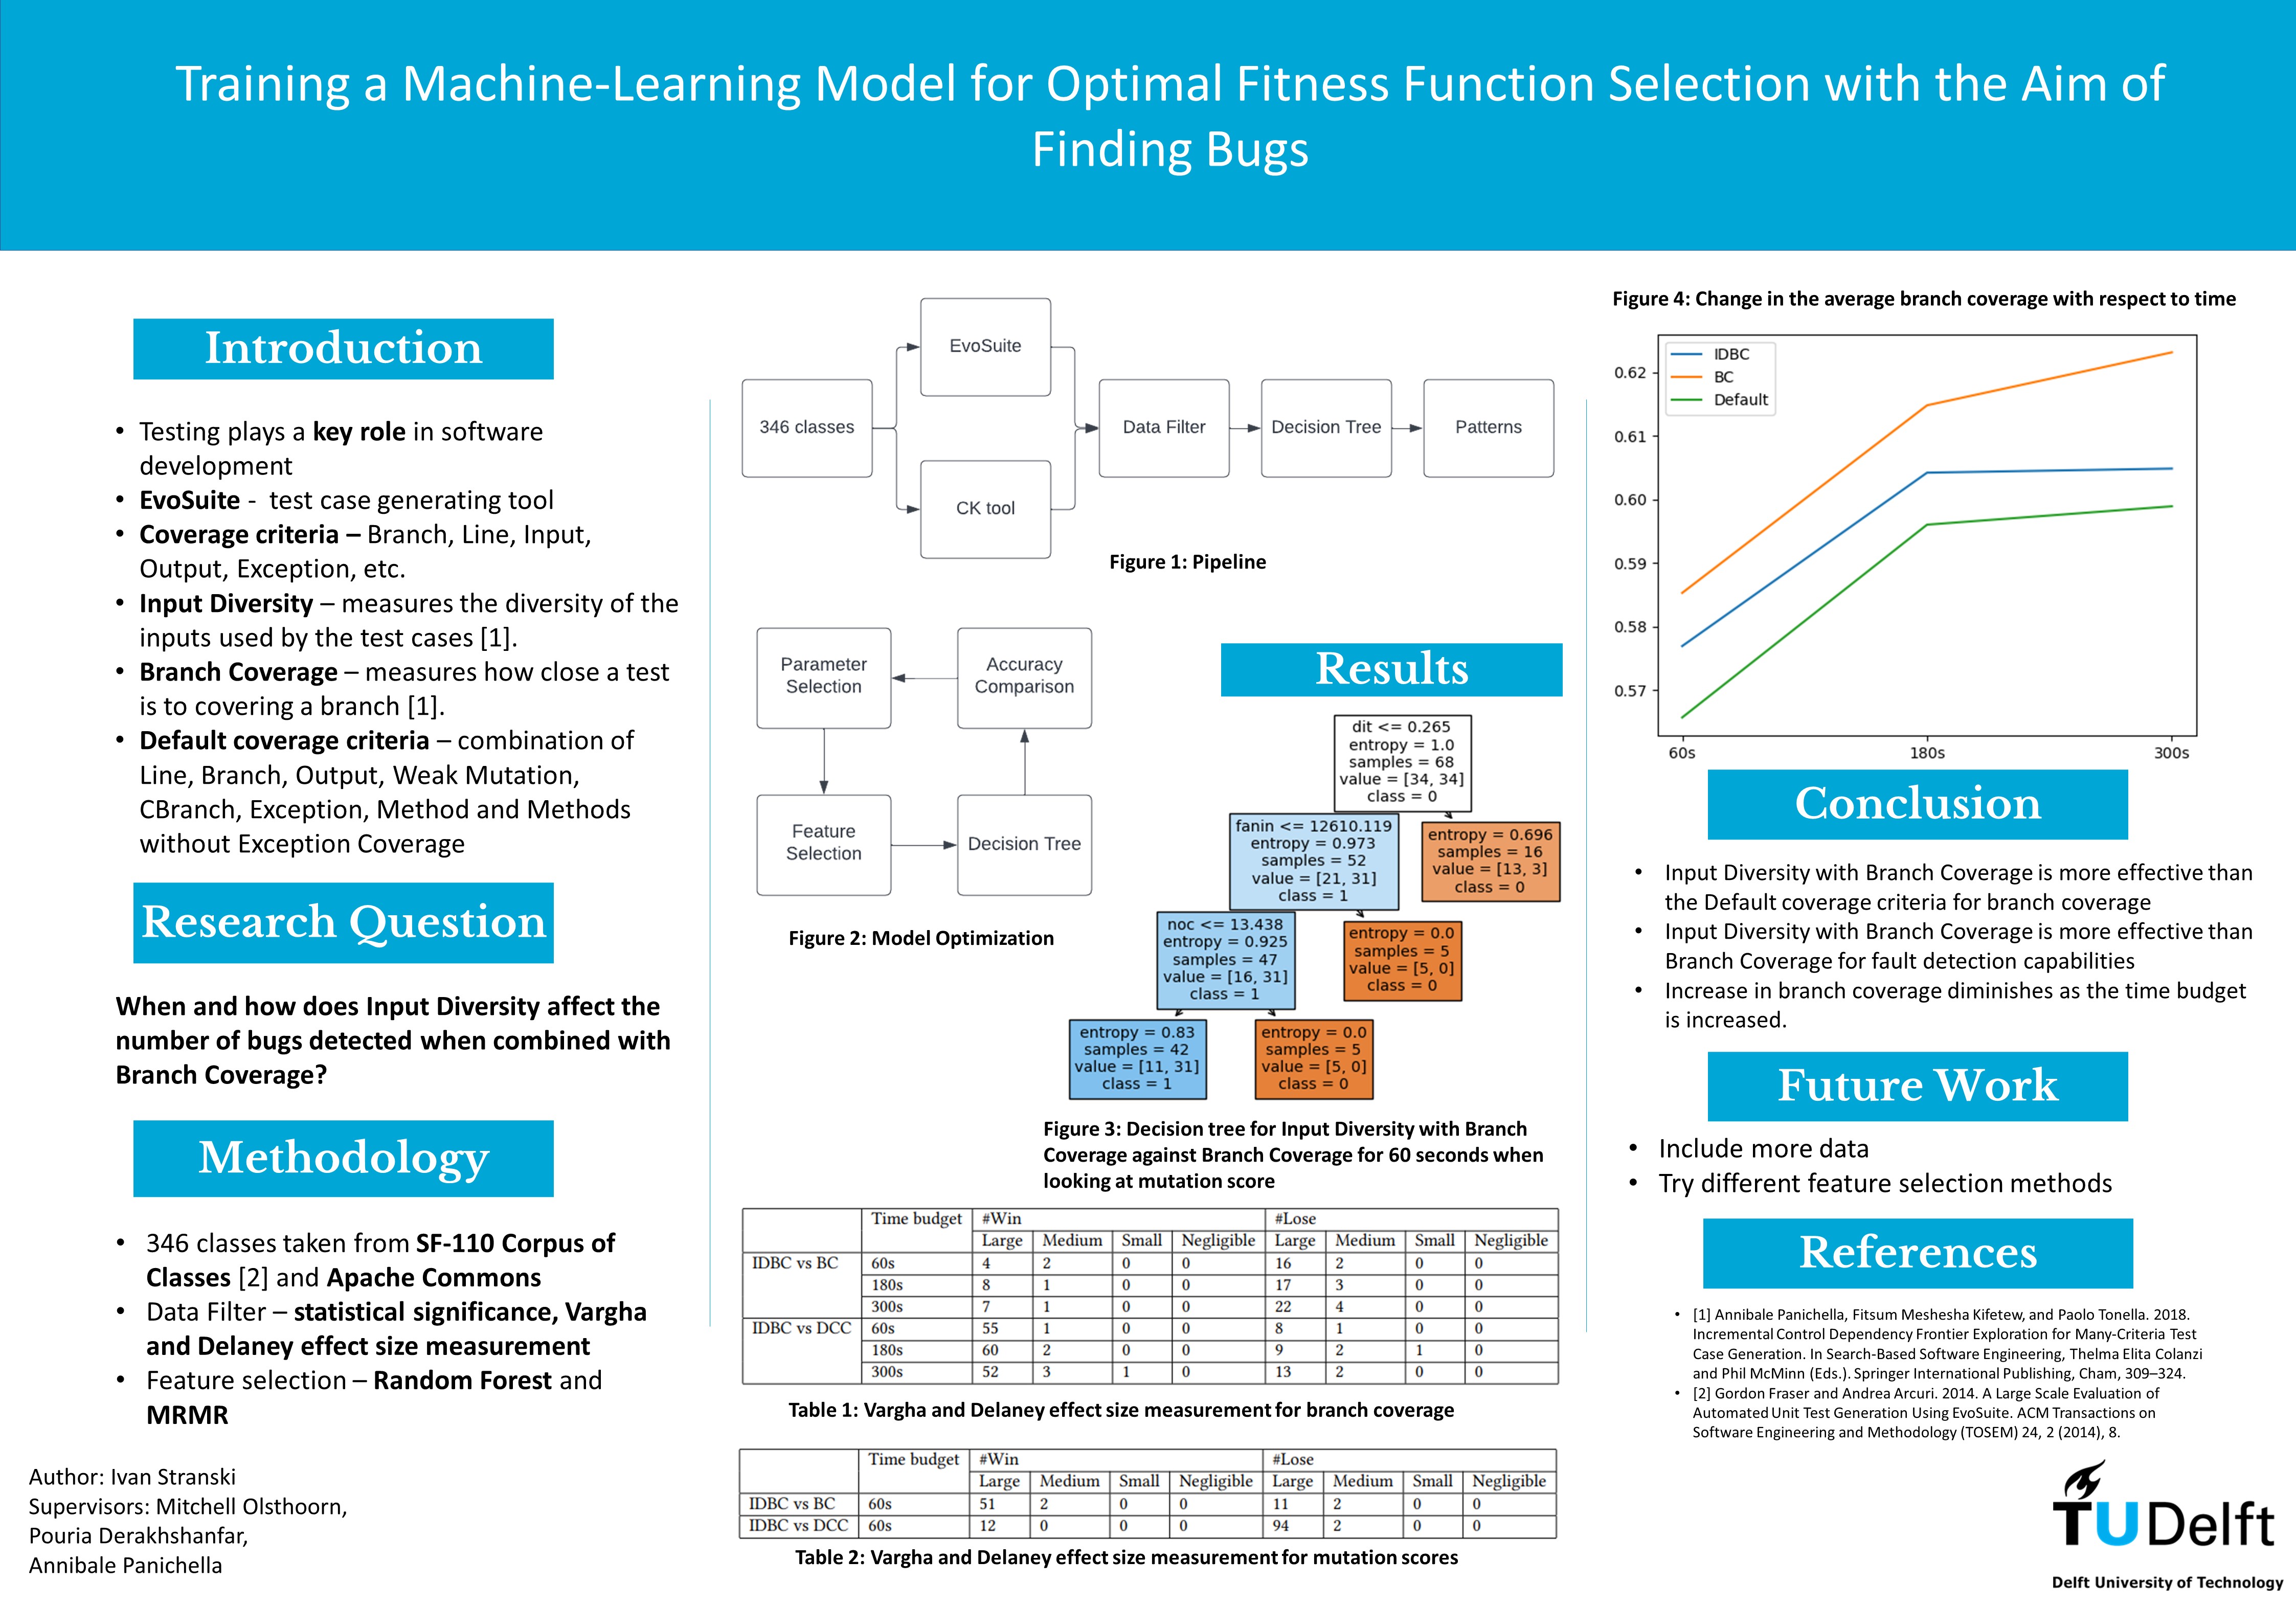 Training a Machine-Learning Model for Optimal Fitness Function Selection with the Aim of
Finding Bugs
Introduction
• Testing plays a key role in software
development
• EvoSuite - test case generating tool
• Coverage criteria – Branch, Line, Input,
Output, Exception, etc.
• Input Diversity – measures the diversity of the
inputs used by the test cases [1].
• Branch Coverage – measures how close a test
is to covering a branch [1].
• Default coverage criteria – combination of
Line, Branch, Output, Weak Mutation,
CBranch, Exception, Method and Methods
without Exception Coverage
Research Question
When and how does Input Diversity affect the
number of bugs detected when combined with
Branch Coverage?
Methodology
• 346 classes taken from SF-110 Corpus of
Classes [2] and Apache Commons
• Data Filter – statistical significance, Vargha
and Delaney effect size measurement
• Feature selection – Random Forest and
MRMR
Author: Ivan Stranski
Supervisors: Mitchell Olsthoorn,
Pouria Derakhshanfar,
Annibale Panichella
346 classes
EvoSuite
CK tool
Data Filter
Decision Tree
Patterns
Figure 1: Pipeline
Parameter
Selection
Accuracy
Comparison
Feature
Selection
Decision Tree
Figure 2: Model Optimization
Results
dit <= 0.265
entropy = 1.0
samples = 68
value = [34, 34]
class = 0
fanin <= 12610.119
entropy = 0.973
samples = 52
value = [21, 31]
class = 1
entropy = 0.696
samples = 16
value = [13, 3]
class = 0
noc <= 13.438
entropy = 0.925
samples = 47
value = [16, 31]
class = 1
entropy = 0.0
samples = 5
value = [5, 0]
class = 0
entropy = 0.83
samples = 42
value = [11, 31]
class = 1
entropy = 0.0
samples = 5
value = [5, 0]
class = 0
Figure 3: Decision tree for Input Diversity with Branch
Coverage against Branch Coverage for 60 seconds when
looking at mutation score
Time budget #Win #Lose
Large Medium Small Negligible Large Medium Small Negligible
IDBC vs BC 60s 4 2 0 0 16 2 0 0
180s 8 1 0 0 17 3 0 0
300s 7 1 0 0 22 4 0 0
IDBC vs DCC 60s 55 1 0 0 8 1 0 0
180s 60 2 0 0 9 2 1 0
300s 52 3 1 0 13 2 0 0
Table 1: Vargha and Delaney effect size measurement for branch coverage
Time budget #Win #Lose
Large Medium Small Negligible Large Medium Small Negligible
IDBC vs BC 60s 51 2 0 0 11 2 0 0
IDBC vs DCC 60s 12 0 0 0 94 2 0 0
Table 2: Vargha and Delaney effect size measurement for mutation scores
Figure 4: Change in the average branch coverage with respect to time
IDBC
BC
Default
0.62
0.61
0.60
0.59
0.58
0.57
60s 180s 300s
Conclusion
• Input Diversity with Branch Coverage is more effective than
the Default coverage criteria for branch coverage
• Input Diversity with Branch Coverage is more effective than
Branch Coverage for fault detection capabilities
• Increase in branch coverage diminishes as the time budget
is increased.
Future Work
• Include more data
• Try different feature selection methods
References
• [1] Annibale Panichella, Fitsum Meshesha Kifetew, and Paolo Tonella. 2018.
Incremental Control Dependency Frontier Exploration for Many-Criteria Test
Case Generation. In Search-Based Software Engineering, Thelma Elita Colanzi
and Phil McMinn (Eds.). Springer International Publishing, Cham, 309–324.
• [2] Gordon Fraser and Andrea Arcuri. 2014. A Large Scale Evaluation of
Automated Unit Test Generation Using EvoSuite. ACM Transactions on
Software Engineering and Methodology (TOSEM) 24, 2 (2014), 8.
TU Delft
Delft University of Technology